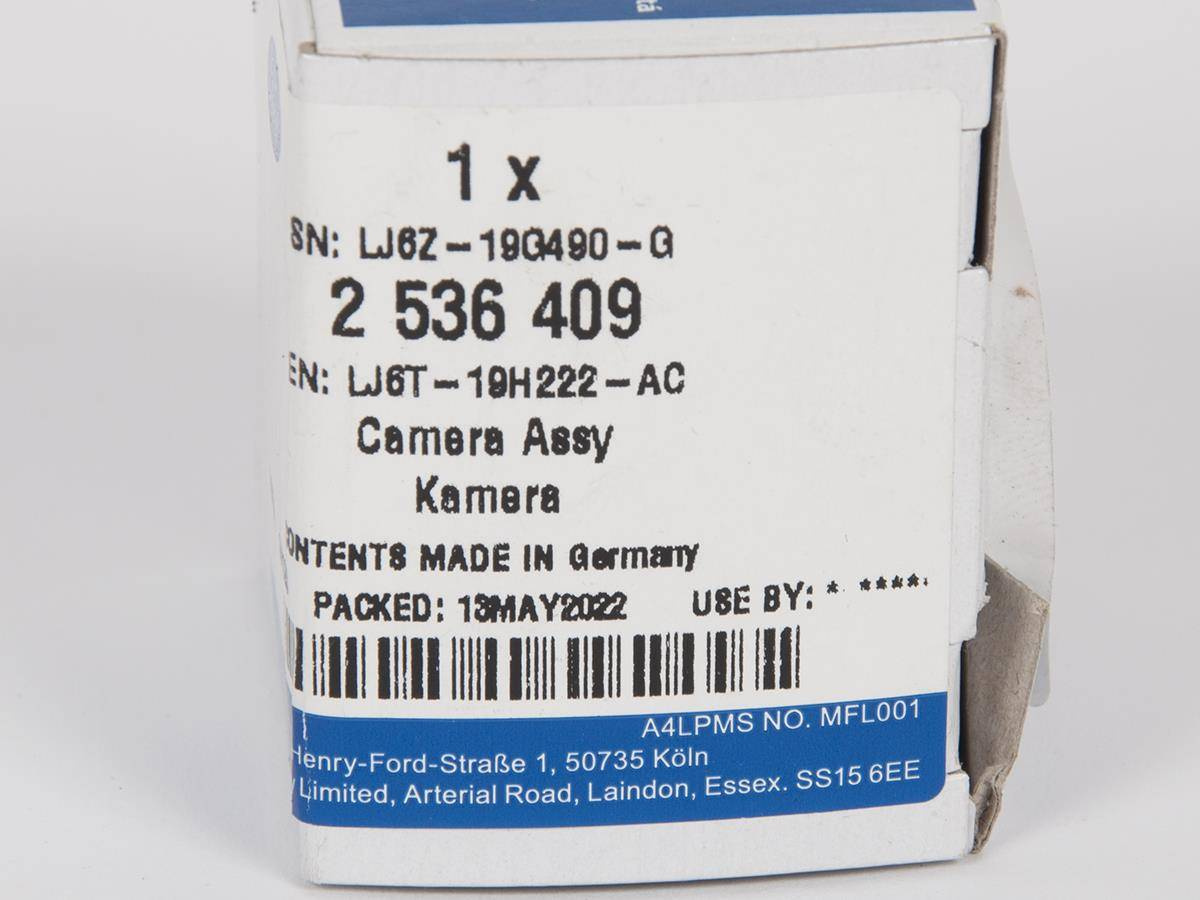 1 x
SN: LJ6Z-19G490-G
2 536 409
EN: LJ6T-19H222-AC
Camera Assy
Kamera
ONTENTS MADE IN Germany
PACKED: 13MAY2022 USE BY: * ****
A4LPMS NO. MFL001
Henry-Ford-Straße 1, 50735 Köln
Limited, Arterial Road, Laindon, Essex. SS15 6EE